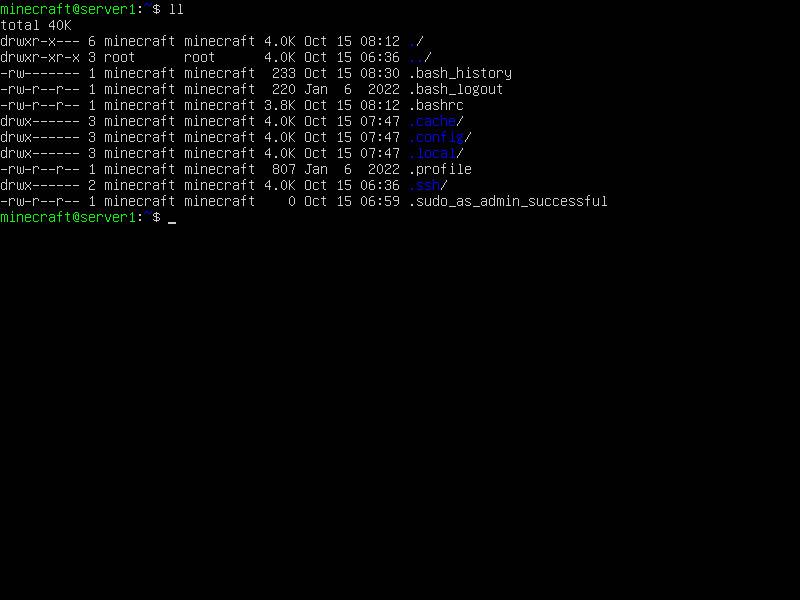 minecraft@server1:~$ ll
total 40K
drwxr-x--- 6 minecraft minecraft 4.0K Oct 15 08:12 ./
drwxr-xr-x 3 root      root      4.0K Oct 15 06:36 ../
-rw------- 1 minecraft minecraft  233 Oct 15 08:30 .bash_history
-rw-r--r-- 1 minecraft minecraft  220 Jan  6  2022 .bash_logout
-rw-r--r-- 1 minecraft minecraft 3.8K Oct 15 08:12 .bashrc
drwx------ 3 minecraft minecraft 4.0K Oct 15 07:47 .cache/
drwx------ 3 minecraft minecraft 4.0K Oct 15 07:47 .config/
drwx------ 3 minecraft minecraft 4.0K Oct 15 07:47 .local/
-rw-r--r-- 1 minecraft minecraft  807 Jan  6  2022 .profile
drwx------ 2 minecraft minecraft 4.0K Oct 15 06:36 .ssh/
-rw-r--r-- 1 minecraft minecraft    0 Oct 15 06:59 .sudo_as_admin_successful
minecraft@server1:~$ _